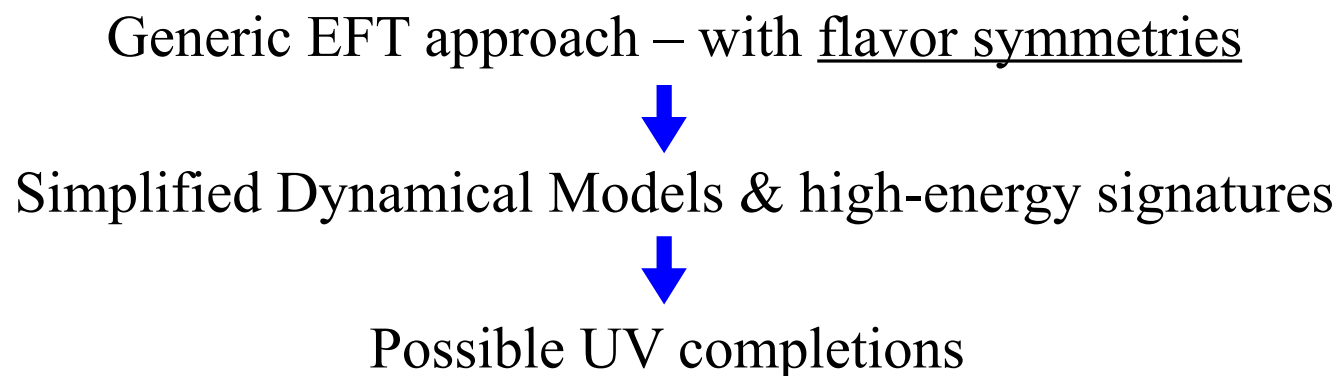 Generic EFT approach – with flavor symmetries
Simplified Dynamical Models & high-energy signatures
Possible UV completions